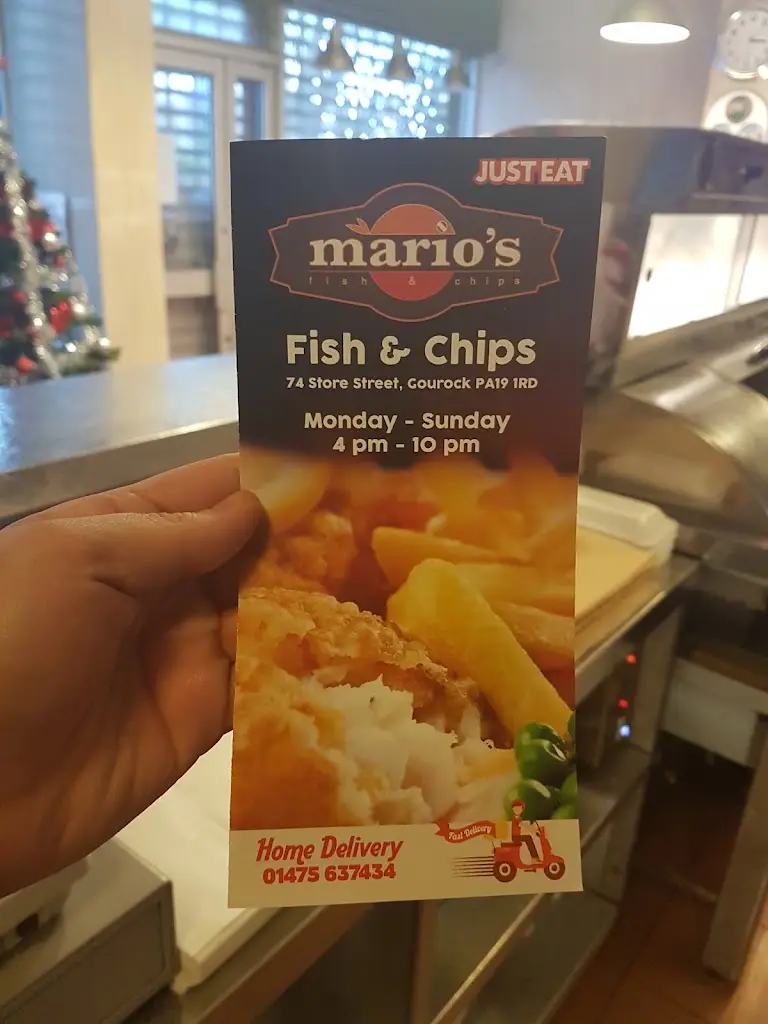 JUST EAT
mario's
fish & chips
Fish & Chips
74 Store Street, Gourock PA19 1RD
Monday - Sunday
4 pm - 10 pm
Home Delivery
01475 637434
Fast Delivery